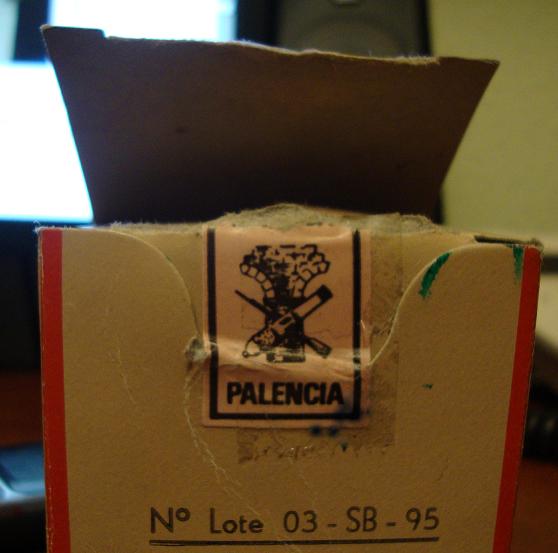 PALENCIA
Nº Lote 03 - SB - 95